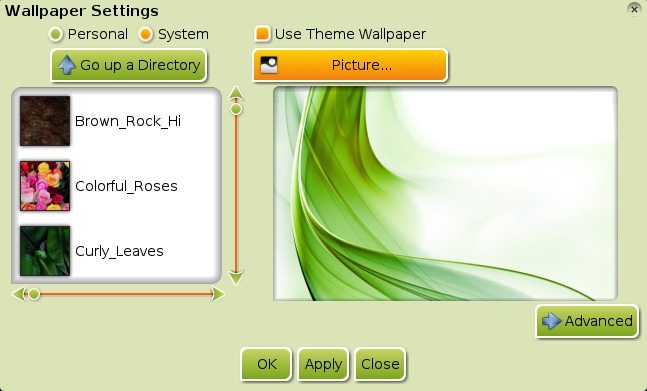 Wallpaper Settings
Personal System Use Theme Wallpaper
Go up a Directory Picture...
Brown_Rock_Hi
Colorful_Roses
Curly_Leaves
Advanced
OK Apply Close